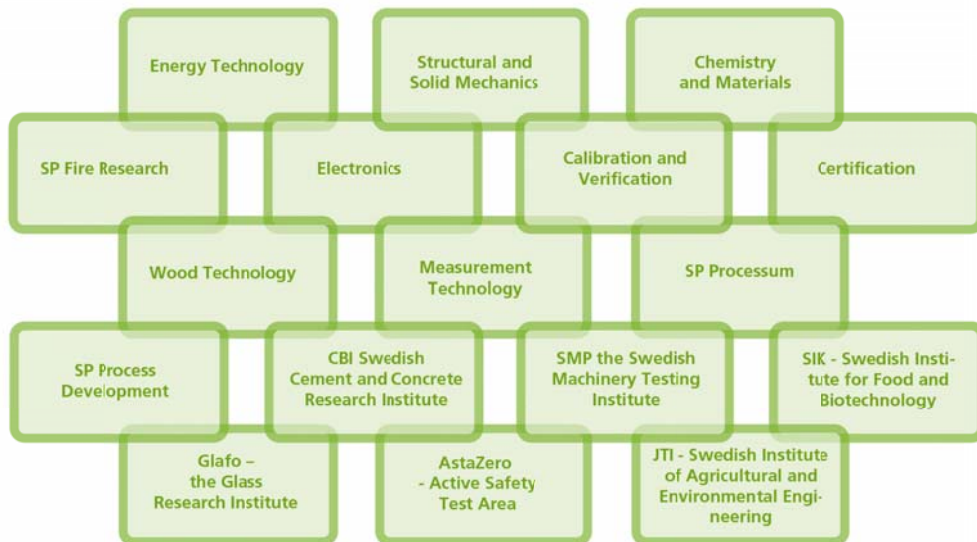 Energy Technology
Structural and
Solid Mechanics
Chemistry
and Materials
SP Fire Research
Electronics
Calibration and
Verification
Certification
Wood Technology
Measurement
Technology
SP Processum
SP Process
Development
CBI Swedish
Cement and Concrete
Research Institute
SMP the Swedish
Machinery Testing
Institute
SIK - Swedish Insti-
tute for Food and
Biotechnology
Glafo –
the Glass
Research Institute
AstaZero
- Active Safety
Test Area
JTI - Swedish Institute
of Agricultural and
Environmental Engi-
neering